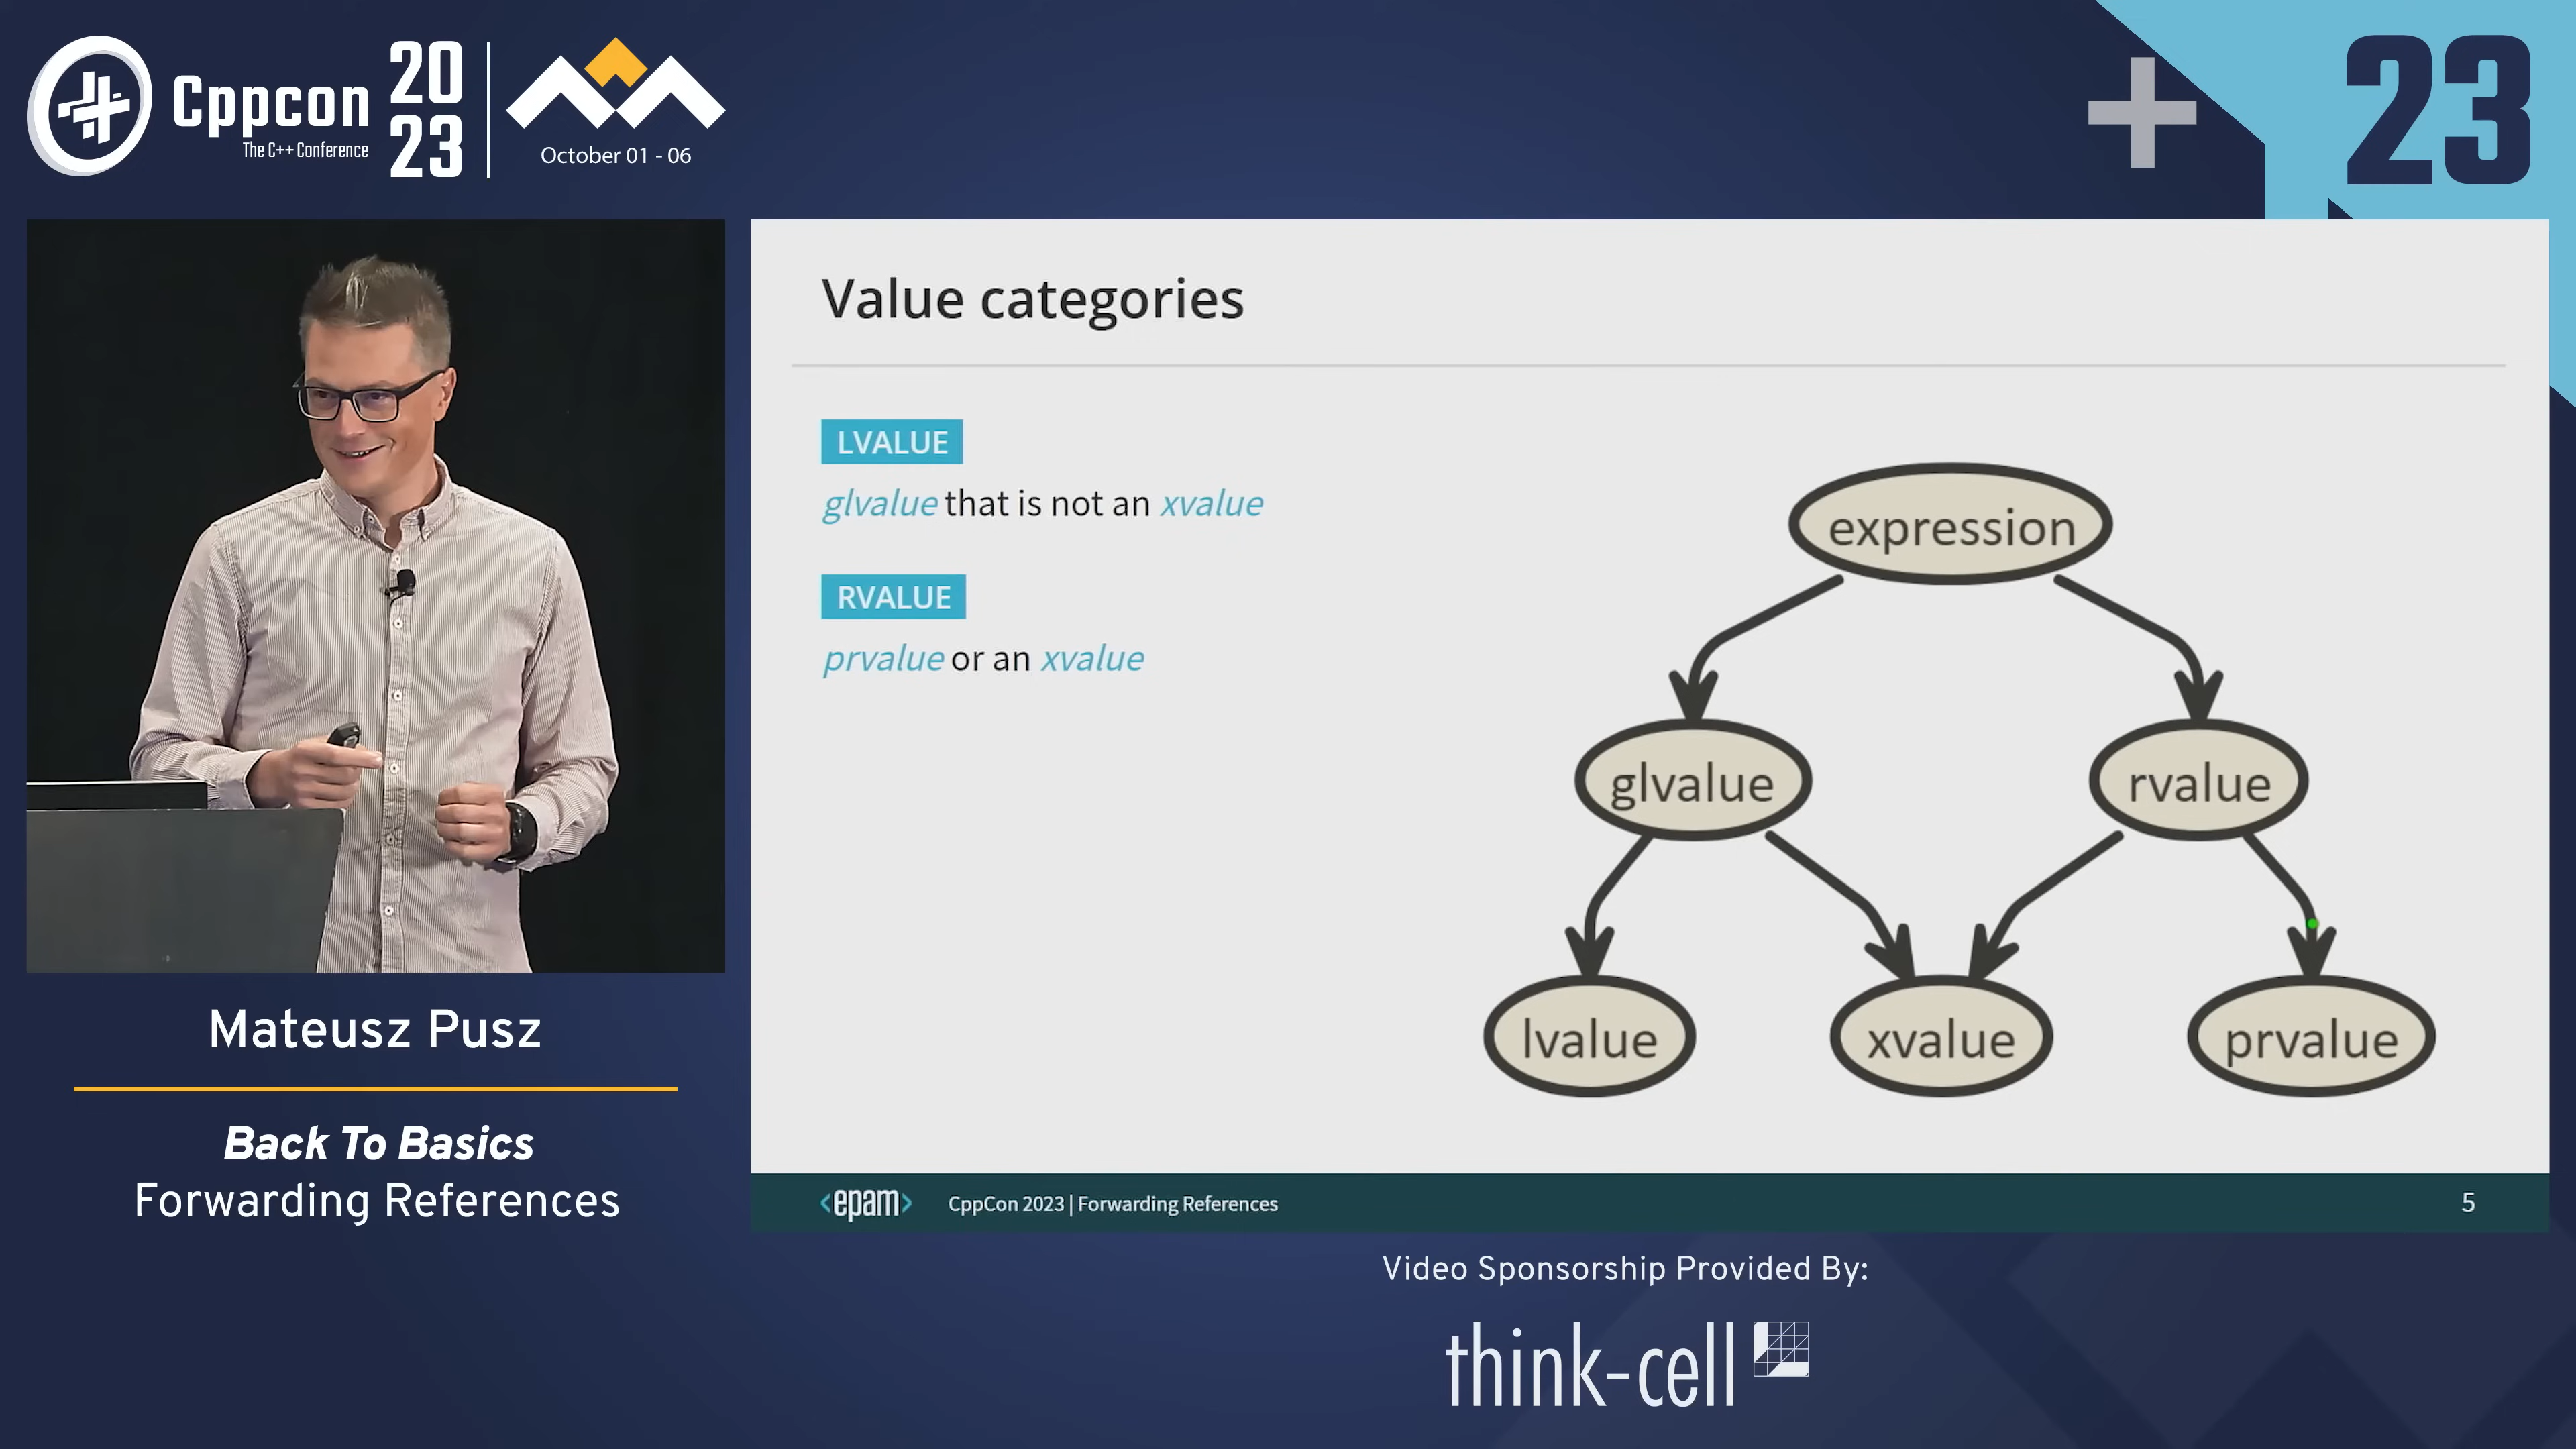 Cppcon
The C++ Conference
20
23
October 01 - 06
23
Value categories
LVALUE
glvalue that is not an xvalue
RVALUE
prvalue or an xvalue
expression
glvalue
rvalue
lvalue
xvalue
prvalue
<epam>
CppCon 2023 | Forwarding References
5
Mateusz Pusz
Back To Basics
Forwarding References
Video Sponsorship Provided By:
think-cell